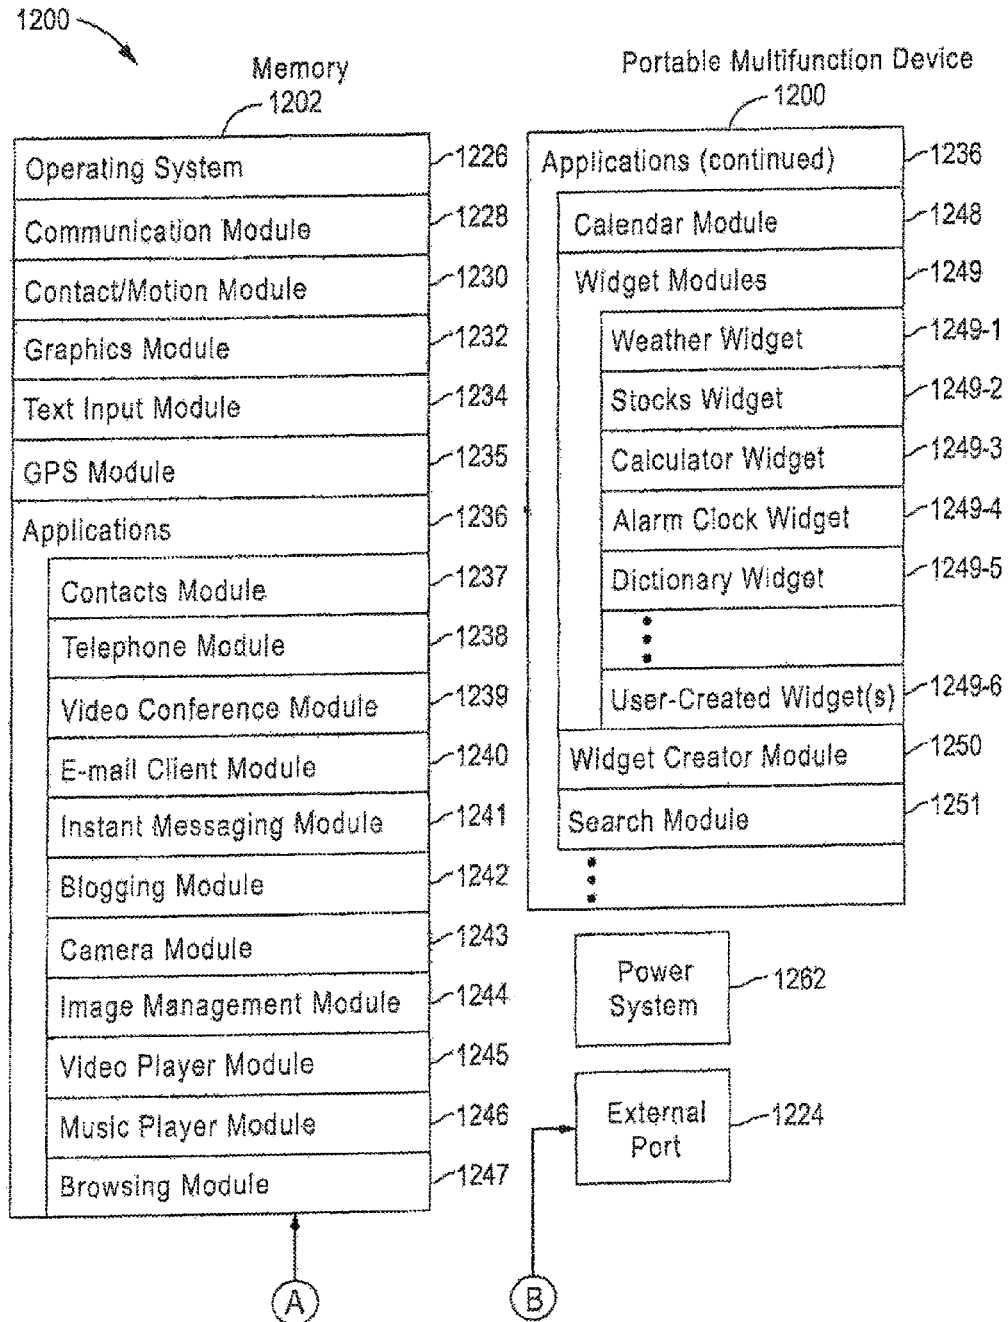 1200
Memory
1202
Operating System 1226
Communication Module 1228
Contact/Motion Module 1230
Graphics Module 1232
Text Input Module 1234
GPS Module 1235
Applications 1236
Contacts Module 1237
Telephone Module 1238
Video Conference Module 1239
E-mail Client Module 1240
Instant Messaging Module 1241
Blogging Module 1242
Camera Module 1243
Image Management Module 1244
Video Player Module 1245
Music Player Module 1246
Browsing Module 1247
A
Portable Multifunction Device
1200
Applications (continued) 1236
Calendar Module 1248
Widget Modules 1249
Weather Widget 1249-1
Stocks Widget 1249-2
Calculator Widget 1249-3
Alarm Clock Widget 1249-4
Dictionary Widget 1249-5
User-Created Widget(s) 1249-6
Widget Creator Module 1250
Search Module 1251
Power
System
1262
External
Port
1224
B